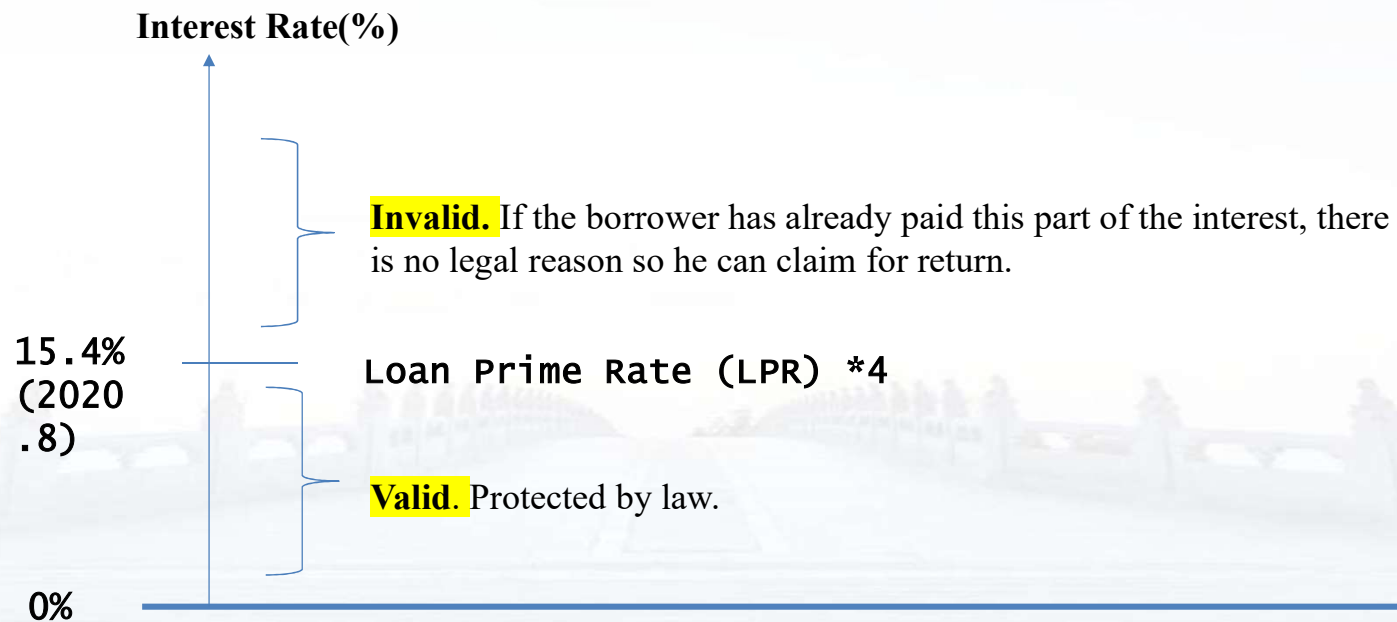 Interest Rate(%)
Invalid. If the borrower has already paid this part of the interest, there
is no legal reason so he can claim for return.
15.4%
(2020
.8)
Loan Prime Rate (LPR) *4
Valid. Protected by law.
0%